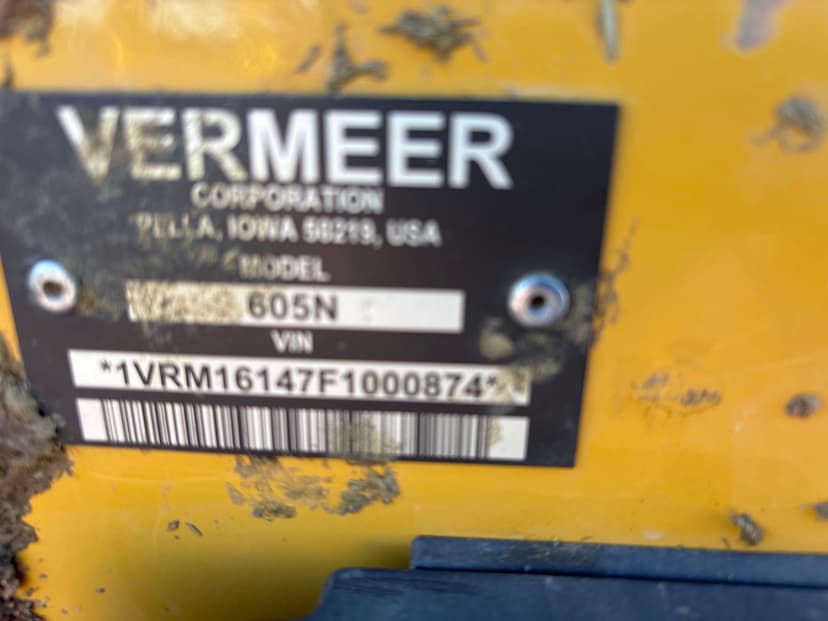 VERMEER
CORPORATION
PELLA, IOWA 50219, USA
MODEL
605N
VIN
*1VRM16147F1000874*